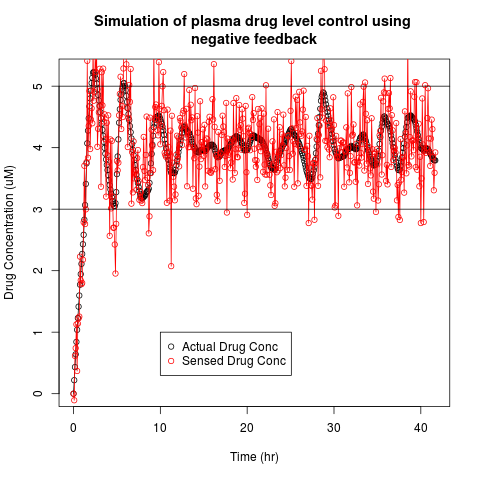 Simulation of plasma drug level control using
negative feedback
Drug Concentration (uM)
5
4
3
2
1
0
Actual Drug Conc
Sensed Drug Conc
0 10 20 30 40
Time (hr)